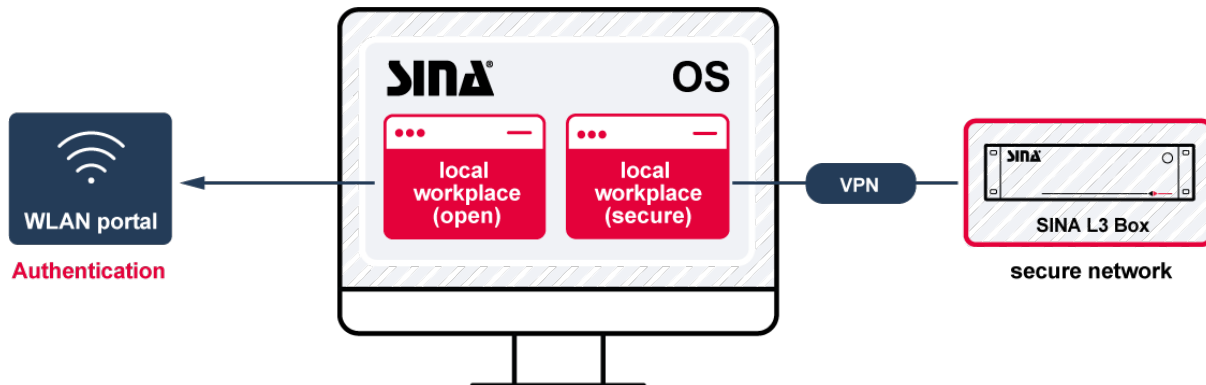 SINA®
OS
local
workplace
(open)
local
workplace
(secure)
WLAN portal
Authentication
VPN
SINA
SINA L3 Box
secure network